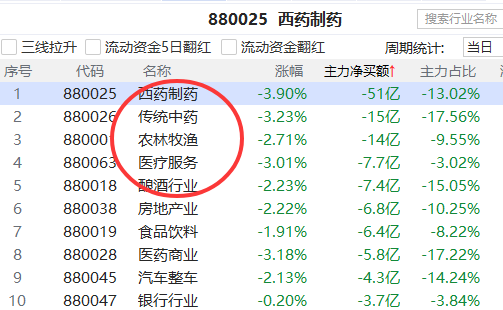 880025 西药制药
搜索行业名称
三线拉升 流动资金5日翻红 流动资金翻红 周期统计: 当日
序号 代码 名称 涨幅 主力净买额↑ 主力占比
1 880025 西药制药 -3.90% -51亿 -13.02%
2 880026 传统中药 -3.23% -15亿 -17.56%
3 88000 农林牧渔 -2.71% -14亿 -9.55%
4 880063 医疗服务 -3.01% -7.7亿 -3.02%
5 880018 酿酒行业 -2.23% -7.4亿 -15.05%
6 880038 房地产业 -2.22% -6.8亿 -10.25%
7 880019 食品饮料 -1.91% -6.4亿 -8.22%
8 880028 医药商业 -3.18% -5.8亿 -17.22%
9 880045 汽车整车 -2.13% -4.3亿 -14.24%
10 880047 银行行业 -0.20% -3.7亿 -3.84%